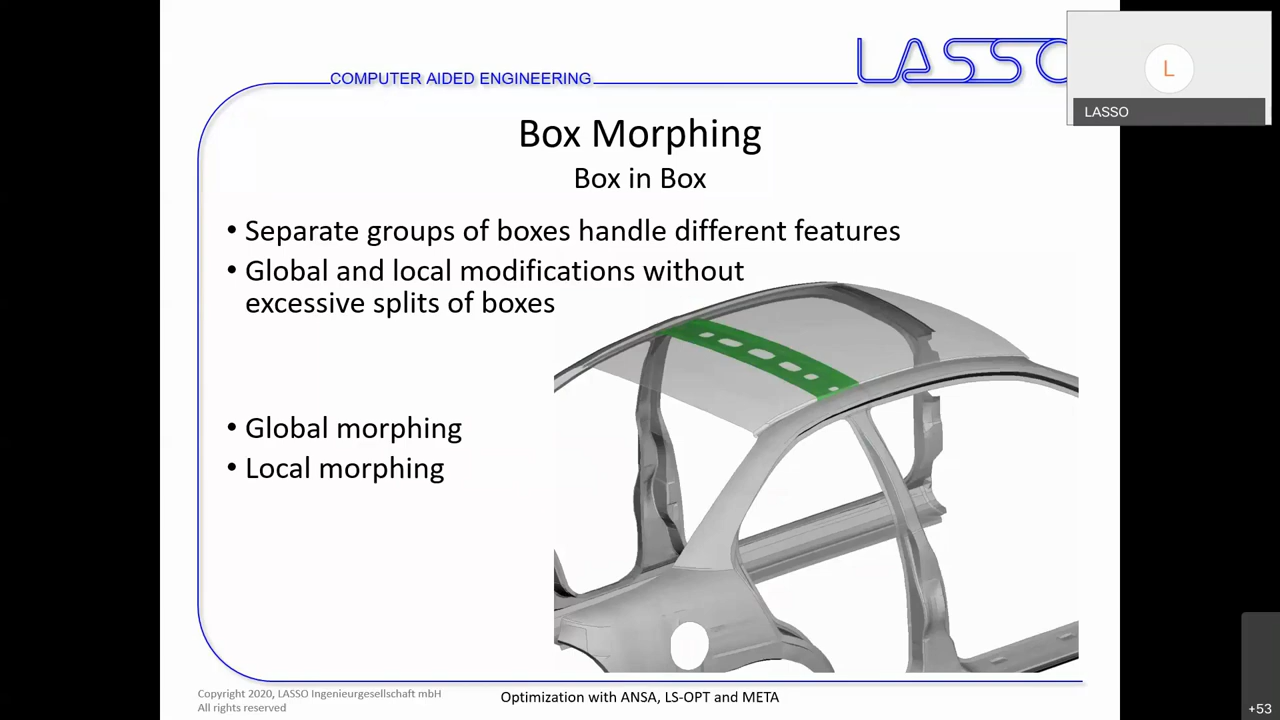 COMPUTER AIDED ENGINEERING
LASSO
L
LASSO
Box Morphing
Box in Box
• Separate groups of boxes handle different features
• Global and local modifications without
excessive splits of boxes
• Global morphing
• Local morphing
Copyright 2020, LASSO Ingenieurgesellschaft mbH
All rights reserved
Optimization with ANSA, LS-OPT and META
+53